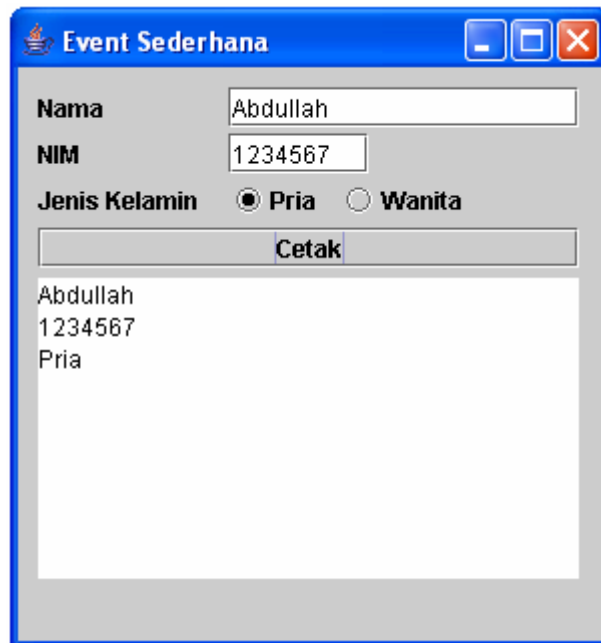 Event Sederhana
Nama Abdullah
NIM 1234567
Jenis Kelamin Pria Wanita
Cetak
Abdullah
1234567
Pria